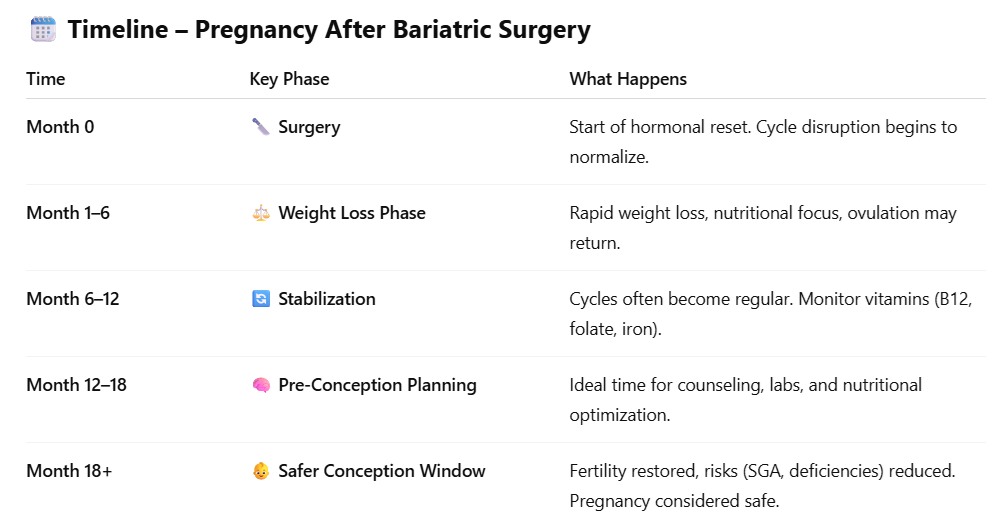 Timeline – Pregnancy After Bariatric Surgery
Time Key Phase What Happens
Month 0 Surgery Start of hormonal reset. Cycle disruption begins to
normalize.
Month 1–6 Weight Loss Phase Rapid weight loss, nutritional focus, ovulation may
return.
Month 6–12 Stabilization Cycles often become regular. Monitor vitamins (B12,
folate, iron).
Month 12–18 Pre-Conception Planning Ideal time for counseling, labs, and nutritional
optimization.
Month 18+ Safer Conception Window Fertility restored, risks (SGA, deficiencies) reduced.
Pregnancy considered safe.